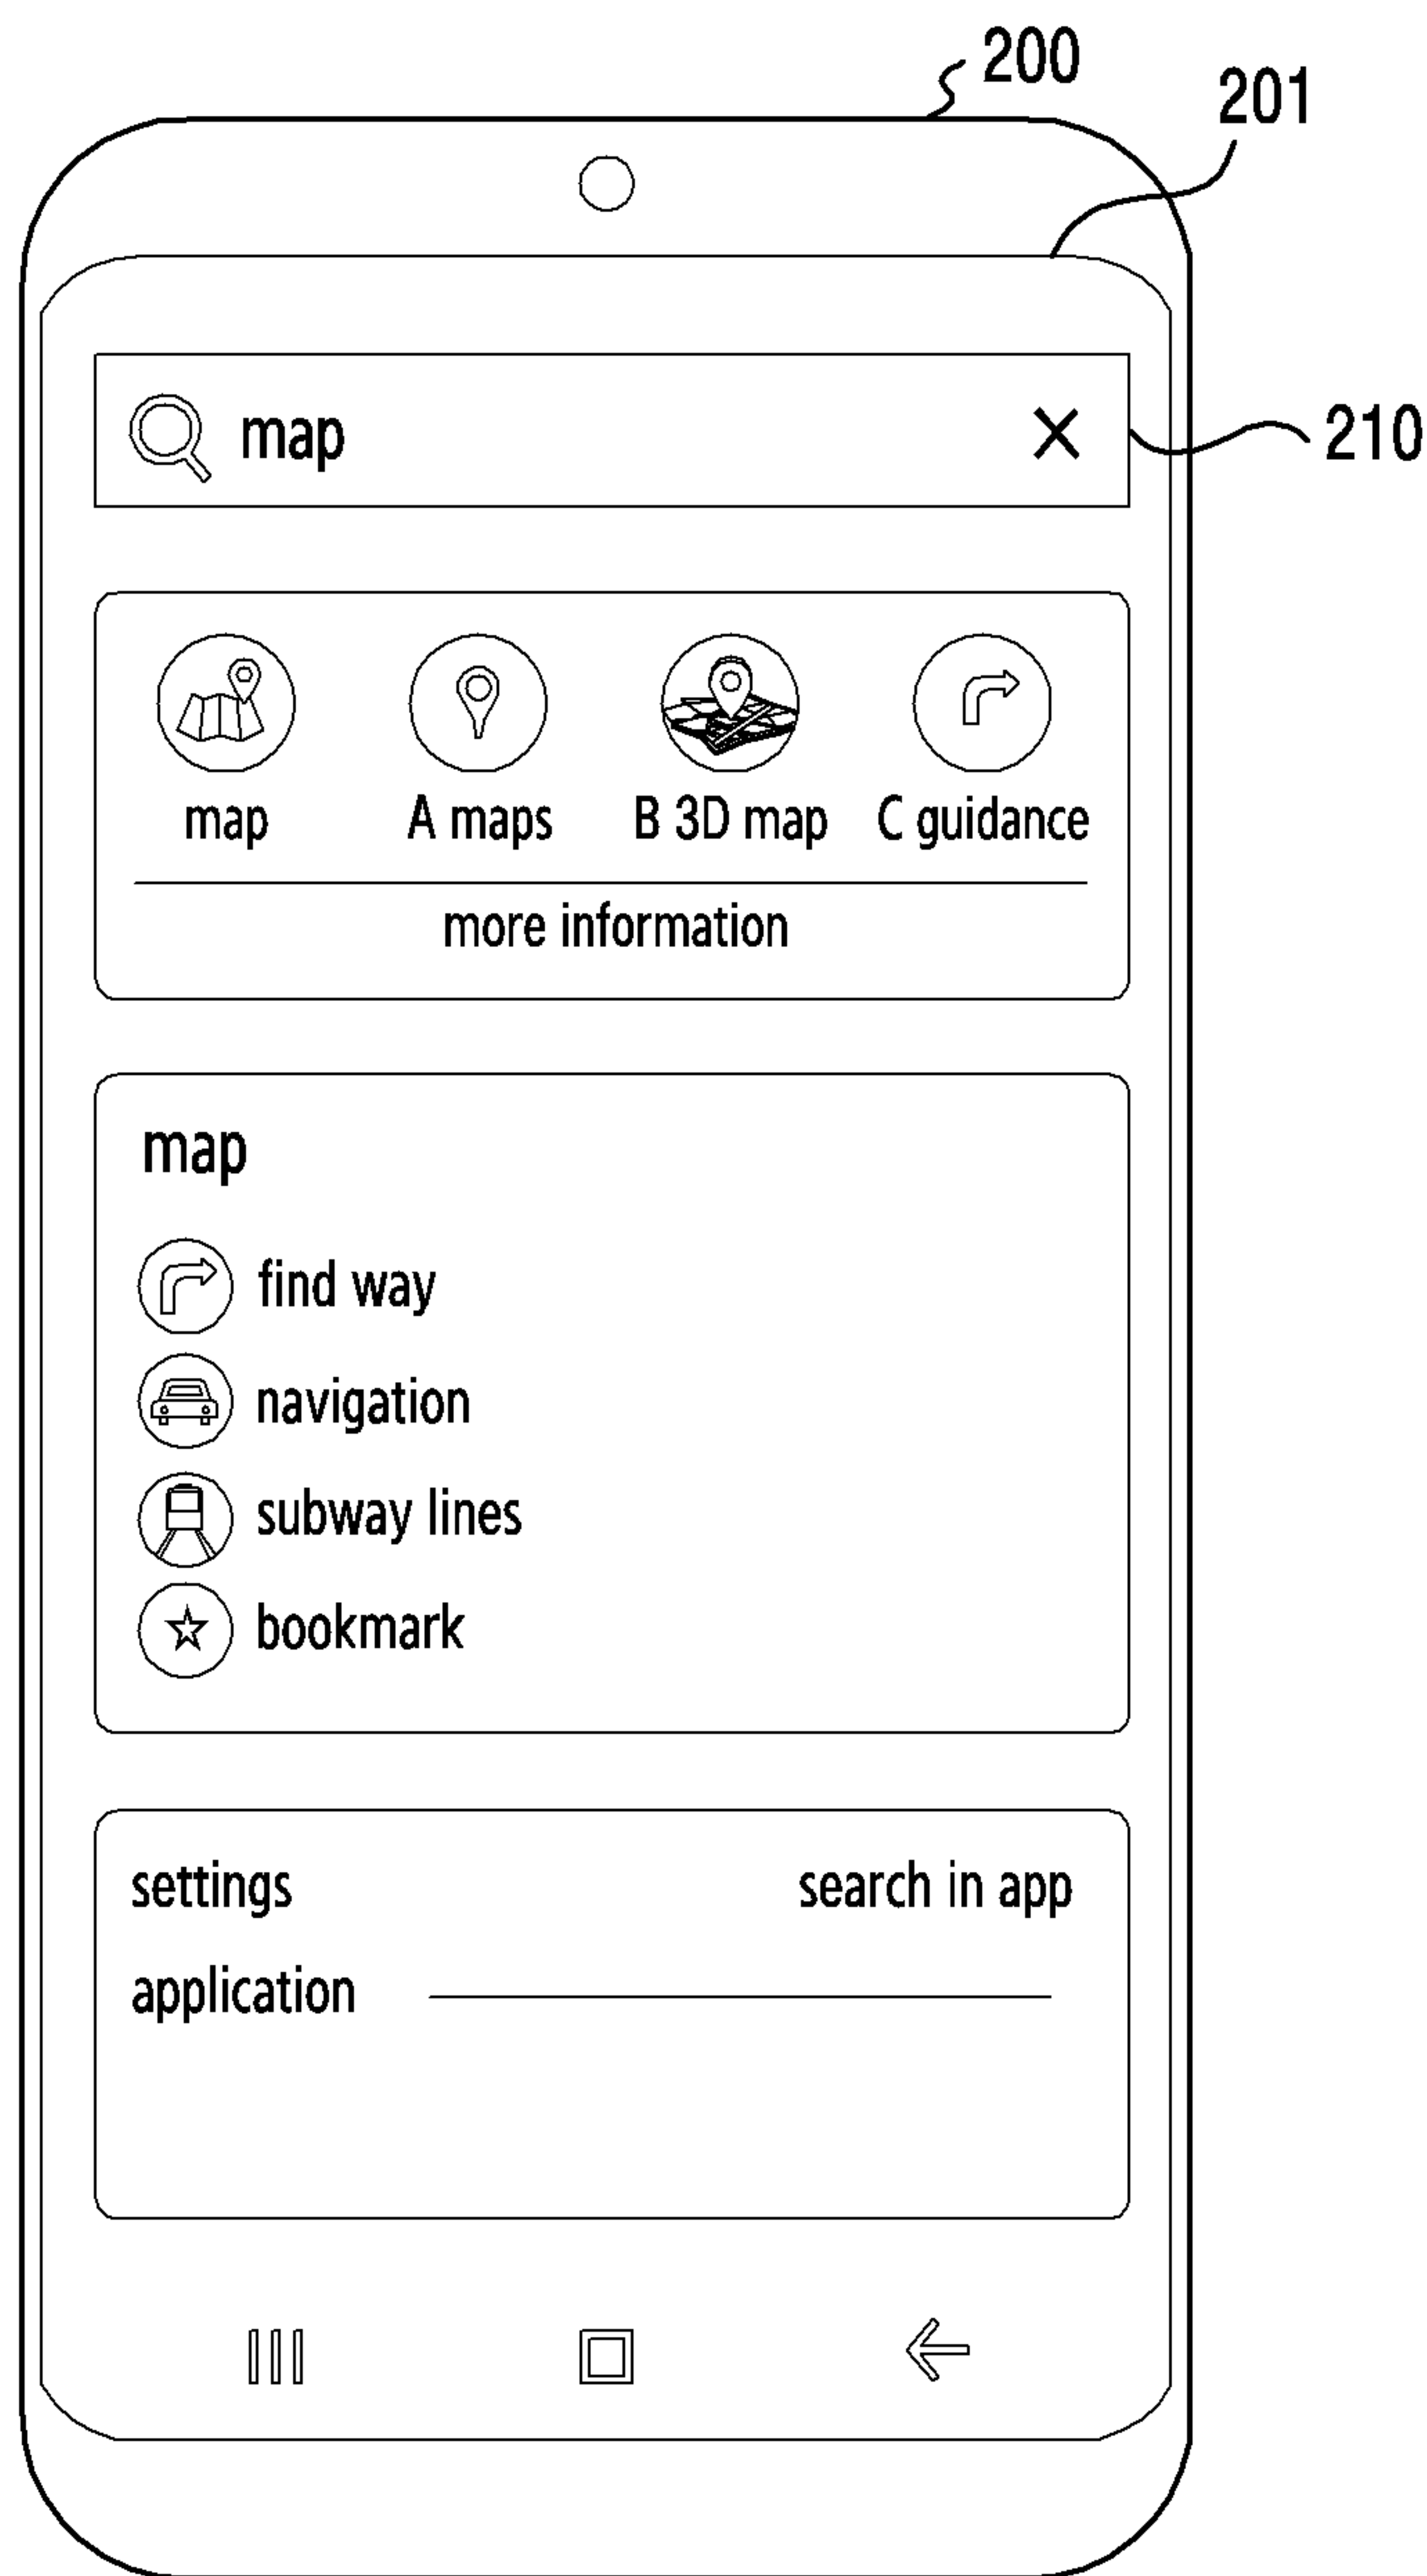 200
201
map
210
map A maps B 3D map C guidance
more information
map
find way
navigation
subway lines
bookmark
settings search in app
application